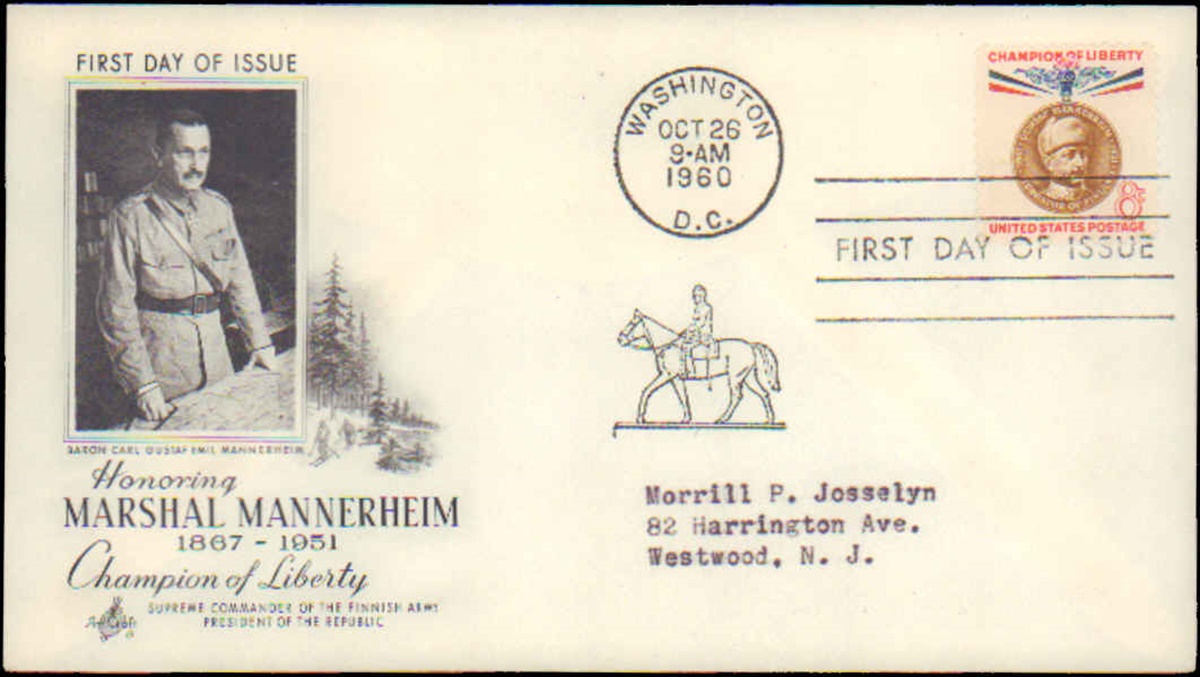 FIRST DAY OF ISSUE
BARON CARL GUSTAF EMIL MANNERHEIM
Honoring
MARSHAL MANNERHEIM
1867 - 1951
Champion of Liberty
ArtCraft
SUPREME COMMANDER OF THE FINNISH ARMY
PRESIDENT OF THE REPUBLIC
WASHINGTON
OCT 26
9-AM
1960
D.C.
CHAMPION OF LIBERTY
8c
UNITED STATES POSTAGE
FIRST DAY OF ISSUE
Morrill P. Josselyn
82 Harrington Ave.
Westwood, N. J.